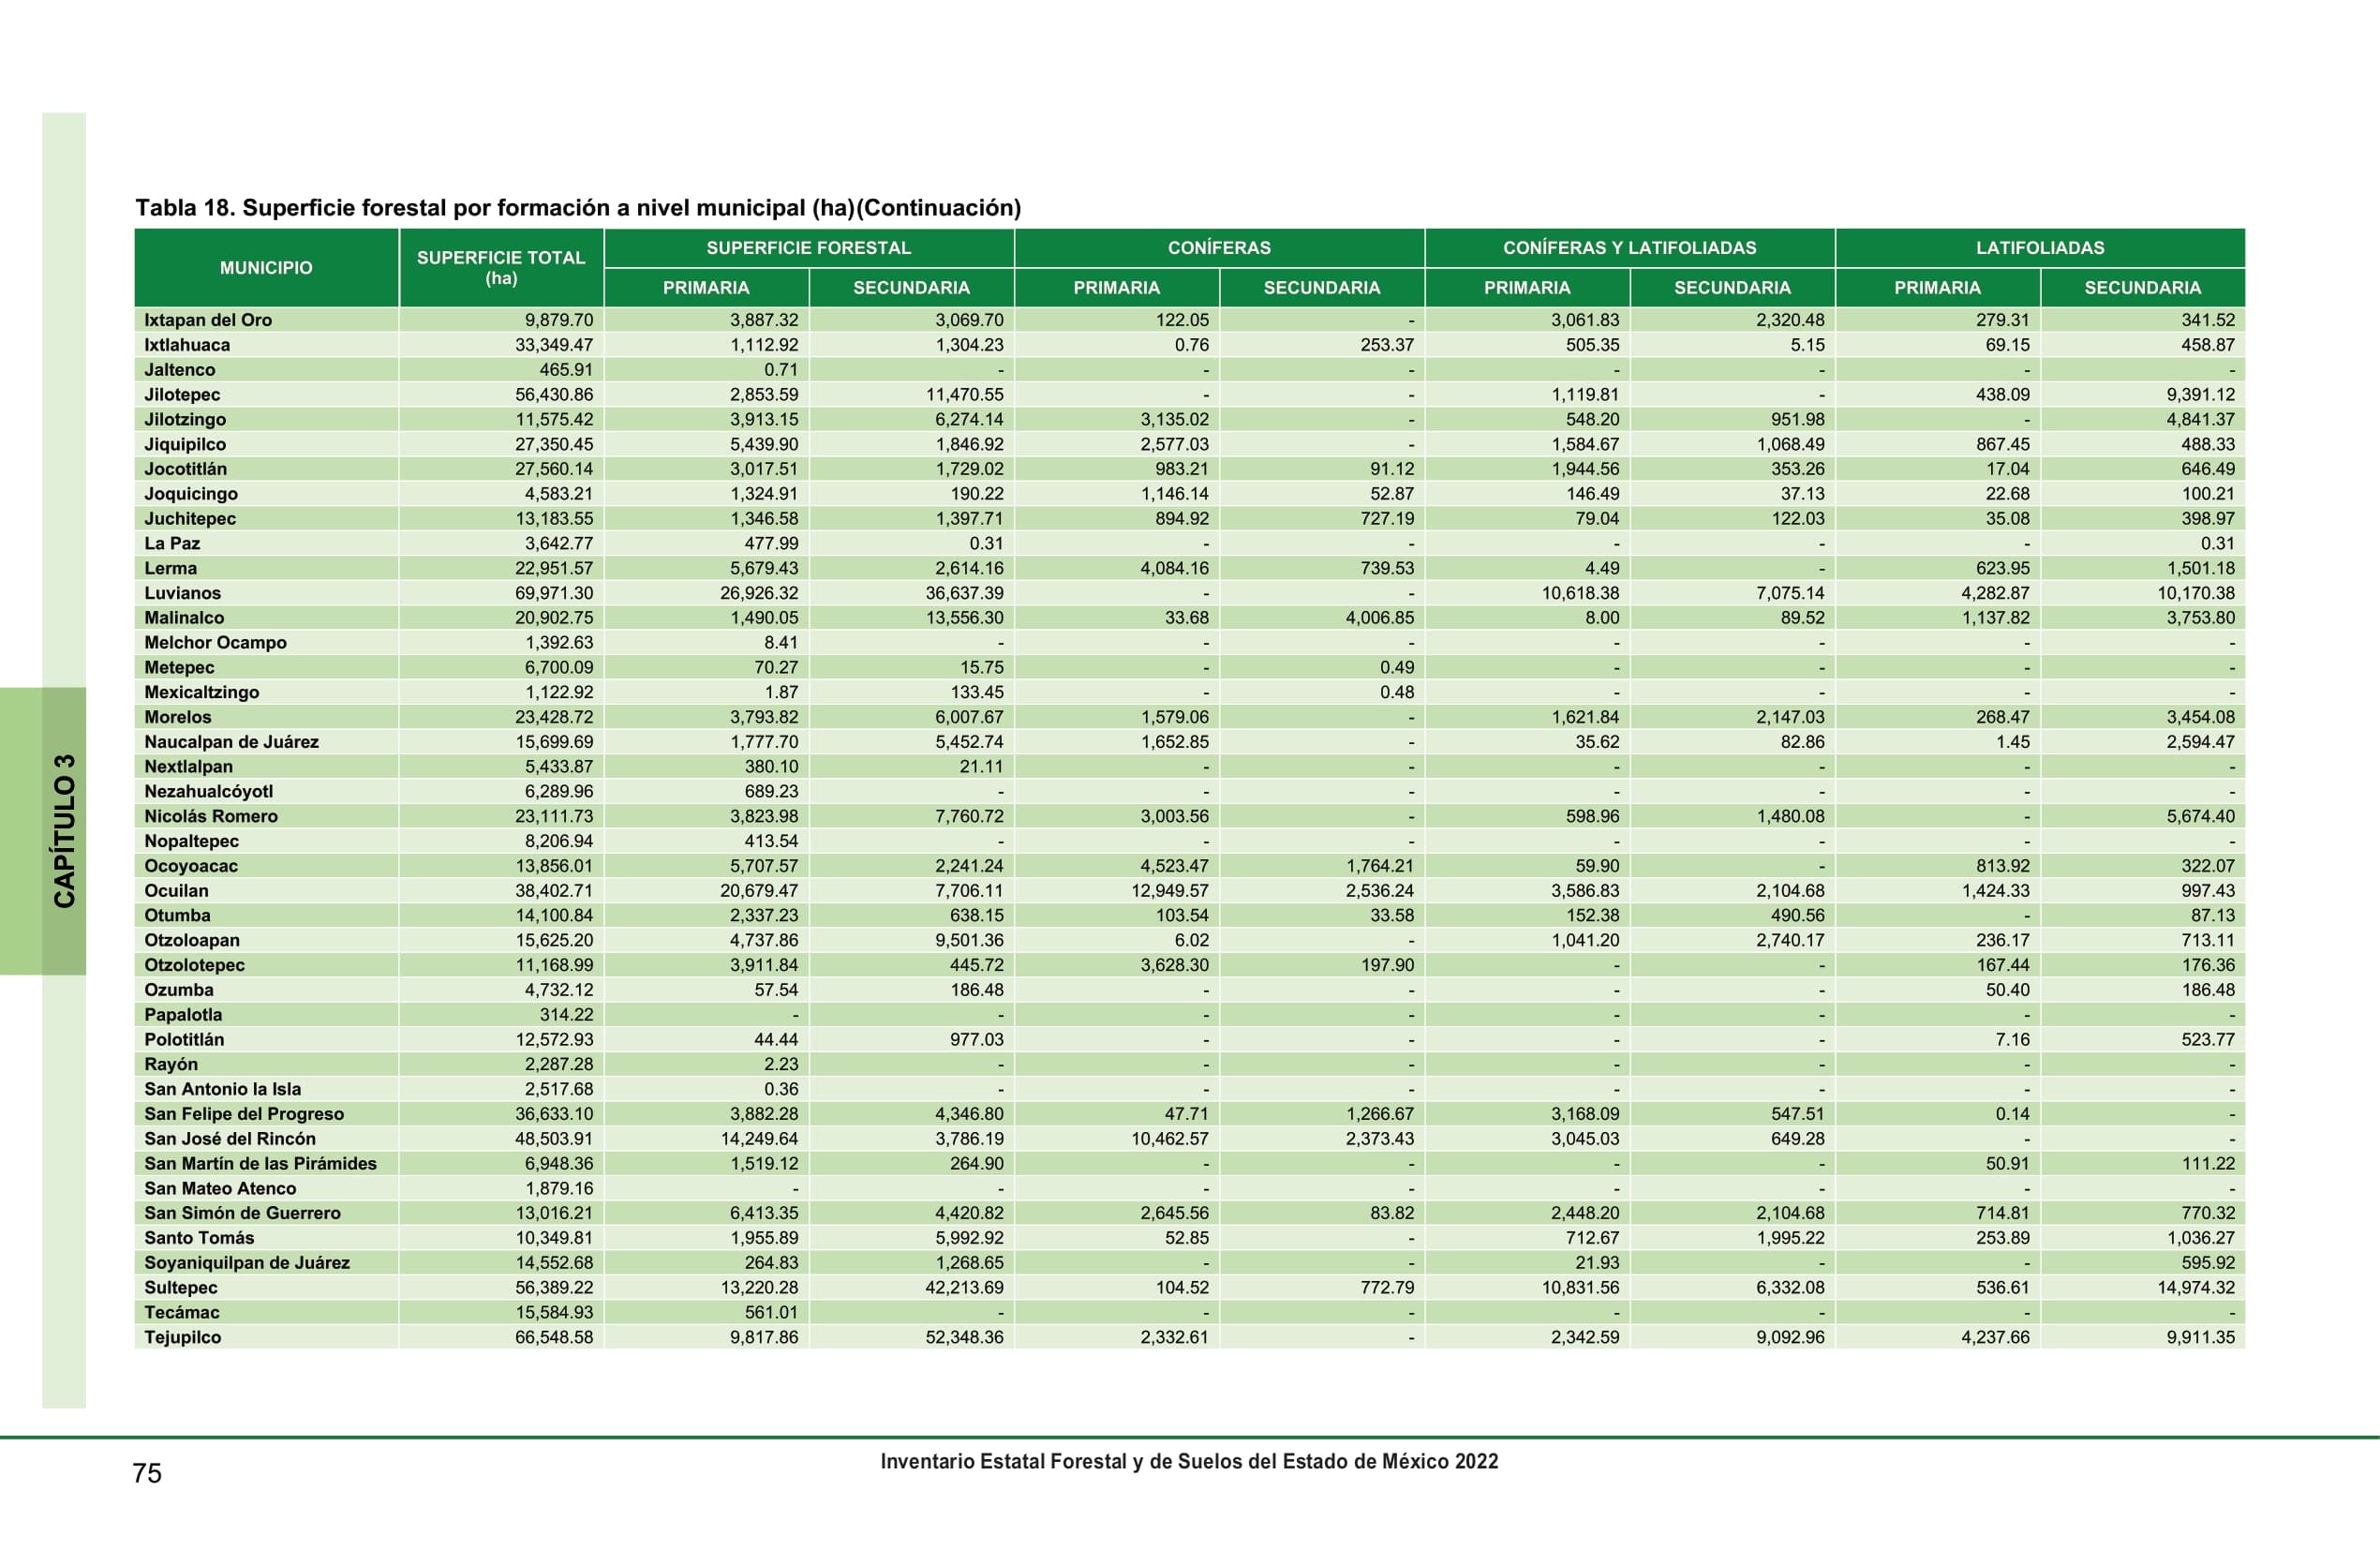 Tabla 18. Superficie forestal por formación a nivel municipal (ha)(Continuación)
MUNICIPIO SUPERFICIE TOTAL (ha) SUPERFICIE FORESTAL CONÍFERAS CONÍFERAS Y LATIFOLIADAS LATIFOLIADAS
PRIMARIA SECUNDARIA PRIMARIA SECUNDARIA PRIMARIA SECUNDARIA PRIMARIA SECUNDARIA
Ixtapan del Oro 9,879.70 3,887.32 3,069.70 122.05 - 3,061.83 2,320.48 279.31 341.52
Ixtlahuaca 33,349.47 1,112.92 1,304.23 0.76 253.37 505.35 5.15 69.15 458.87
Jaltenco 465.91 0.71 - - - - - - -
Jilotepec 56,430.86 2,853.59 11,470.55 - - 1,119.81 - 438.09 9,391.12
Jilotzingo 11,575.42 3,913.15 6,274.14 3,135.02 - 548.20 951.98 - 4,841.37
Jiquipilco 27,350.45 5,439.90 1,846.92 2,577.03 - 1,584.67 1,068.49 867.45 488.33
Jocotitlán 27,560.14 3,017.51 1,729.02 983.21 91.12 1,944.56 353.26 17.04 646.49
Joquicingo 4,583.21 1,324.91 190.22 1,146.14 52.87 146.49 37.13 22.68 100.21
Juchitepec 13,183.55 1,346.58 1,397.71 894.92 727.19 79.04 122.03 35.08 398.97
La Paz 3,642.77 477.99 0.31 - - - - - 0.31
Lerma 22,951.57 5,679.43 2,614.16 4,084.16 739.53 4.49 - 623.95 1,501.18
Luvianos 69,971.30 26,926.32 36,637.39 - - 10,618.38 7,075.14 4,282.87 10,170.38
Malinalco 20,902.75 1,490.05 13,556.30 33.68 4,006.85 8.00 89.52 1,137.82 3,753.80
Melchor Ocampo 1,392.63 8.41 - - - - - - -
Metepec 6,700.09 70.27 15.75 - 0.49 - - - -
Mexicaltzingo 1,122.92 1.87 133.45 - 0.48 - - - -
Morelos 23,428.72 3,793.82 6,007.67 1,579.06 - 1,621.84 2,147.03 268.47 3,454.08
Naucalpan de Juárez 15,699.69 1,777.70 5,452.74 1,652.85 - 35.62 82.86 1.45 2,594.47
Nextlalpan 5,433.87 380.10 21.11 - - - - - -
Nezahualcóyotl 6,289.96 689.23 - - - - - - -
Nicolás Romero 23,111.73 3,823.98 7,760.72 3,003.56 - 598.96 1,480.08 - 5,674.40
Nopaltepec 8,206.94 413.54 - - - - - - -
Ocoyoacac 13,856.01 5,707.57 2,241.24 4,523.47 1,764.21 59.90 - 813.92 322.07
Ocuilan 38,402.71 20,679.47 7,706.11 12,949.57 2,536.24 3,586.83 2,104.68 1,424.33 997.43
Otumba 14,100.84 2,337.23 638.15 103.54 33.58 152.38 490.56 - 87.13
Otzoloapan 15,625.20 4,737.86 9,501.36 6.02 - 1,041.20 2,740.17 236.17 713.11
Otzolotepec 11,168.99 3,911.84 445.72 3,628.30 197.90 - - 167.44 176.36
Ozumba 4,732.12 57.54 186.48 - - - - 50.40 186.48
Papalotla 314.22 - - - - - - - -
Polotitlán 12,572.93 44.44 977.03 - - - - 7.16 523.77
Rayón 2,287.28 2.23 - - - - - - -
San Antonio la Isla 2,517.68 0.36 - - - - - - -
San Felipe del Progreso 36,633.10 3,882.28 4,346.80 47.71 1,266.67 3,168.09 547.51 0.14 -
San José del Rincón 48,503.91 14,249.64 3,786.19 10,462.57 2,373.43 3,045.03 649.28 - -
San Martín de las Pirámides 6,948.36 1,519.12 264.90 - - - - 50.91 111.22
San Mateo Atenco 1,879.16 - - - - - - - -
San Simón de Guerrero 13,016.21 6,413.35 4,420.82 2,645.56 83.82 2,448.20 2,104.68 714.81 770.32
Santo Tomás 10,349.81 1,955.89 5,992.92 52.85 - 712.67 1,995.22 253.89 1,036.27
Soyaniquilpan de Juárez 14,552.68 264.83 1,268.65 - - 21.93 - - 595.92
Sultepec 56,389.22 13,220.28 42,213.69 104.52 772.79 10,831.56 6,332.08 536.61 14,974.32
Tecámac 15,584.93 561.01 - - - - - - -
Tejupilco 66,548.58 9,817.86 52,348.36 2,332.61 - 2,342.59 9,092.96 4,237.66 9,911.35
CAPÍTULO 3
75
Inventario Estatal Forestal y de Suelos del Estado de México 2022